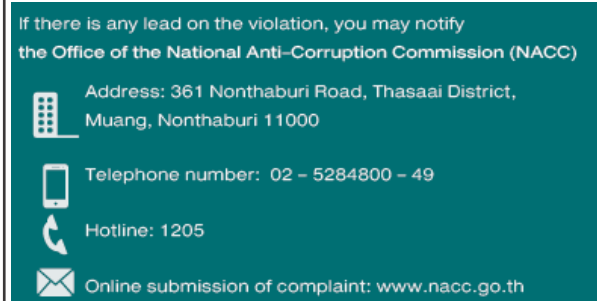 If there is any lead on the violation, you may notify
the Office of the National Anti–Corruption Commission (NACC)
Address: 361 Nonthaburi Road, Thasaai District,
Muang, Nonthaburi 11000
Telephone number: 02 – 5284800 – 49
Hotline: 1205
Online submission of complaint: www.nacc.go.th